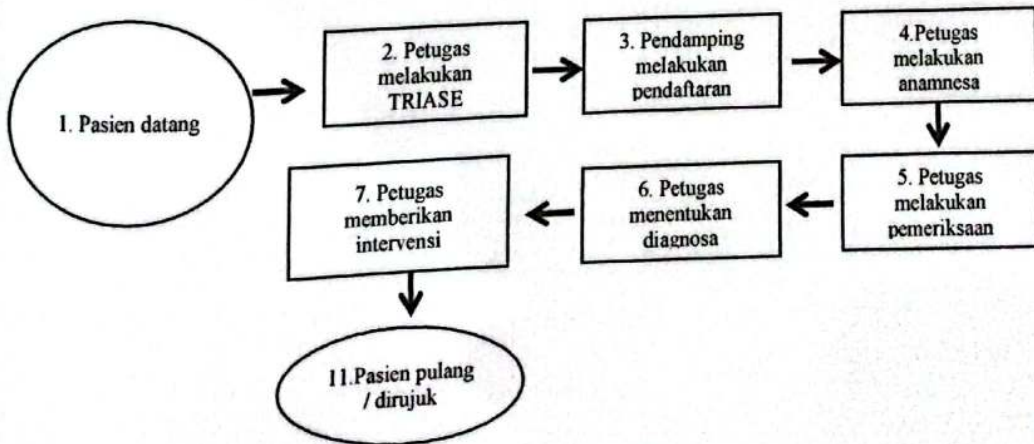 1. Pasien datang
2. Petugas
melakukan
TRIASE
3. Pendamping
melakukan
pendaftaran
4.Petugas
melakukan
anamnesa
5. Petugas
melakukan
pemeriksaan
6. Petugas
menentukan
diagnosa
7. Petugas
memberikan
intervensi
11.Pasien pulang
/ dirujuk